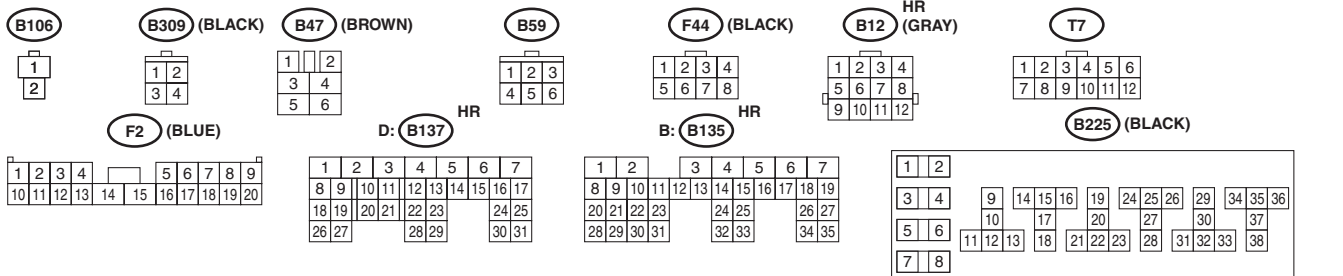 HR
B106 B309 (BLACK) B47 (BROWN) B59 F44 (BLACK) B12 (GRAY) T7
1
2
1 2
3 4
1 2
3 4
5 6
1 2 3
4 5 6
1 2 3 4
5 6 7 8
1 2 3 4
5 6 7 8
9 10 11 12
1 2 3 4 5 6
7 8 9 10 11 12
F2 (BLUE)
D: B137 HR
B: B135 HR
B225 (BLACK)
1 2 3 4 5 6 7 8 9
10 11 12 13 14 15 16 17 18 19 20
1 2 3 4 5 6 7
8 9 10 11 12 13 14 15 16 17
18 19 20 21 22 23 24 25
26 27 28 29 30 31
1 2 3 4 5 6 7
8 9 10 11 12 13 14 15 16 17 18 19
20 21 22 23 24 25 26 27
28 29 30 31 32 33 34 35
1 2
3 4 9 14 15 16 19 24 25 26 29 34 35 36
10 17 20 27 30 37
5 6 11 12 13 18 21 22 23 28 31 32 33 38
7 8